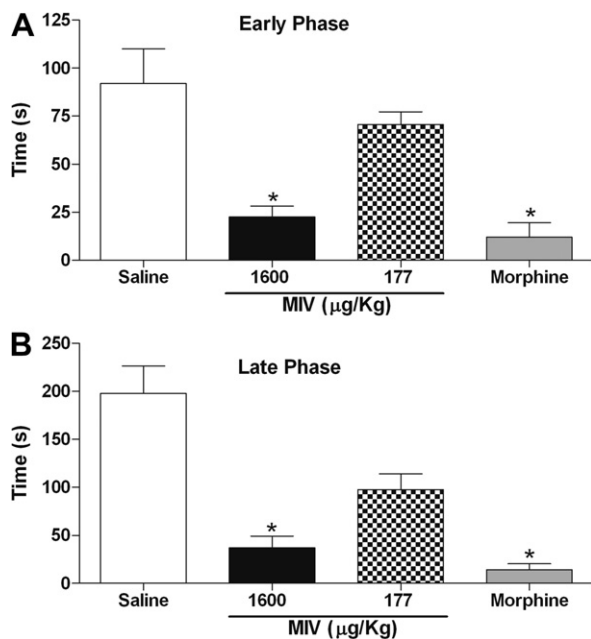 A
Early Phase
Time (s)
125
100
75
50
25
0
*
*
Saline
1600
177
Morphine
MIV (μg/Kg)
B
Late Phase
Time (s)
250
200
150
100
50
0
*
*
Saline
1600
177
Morphine
MIV (μg/Kg)